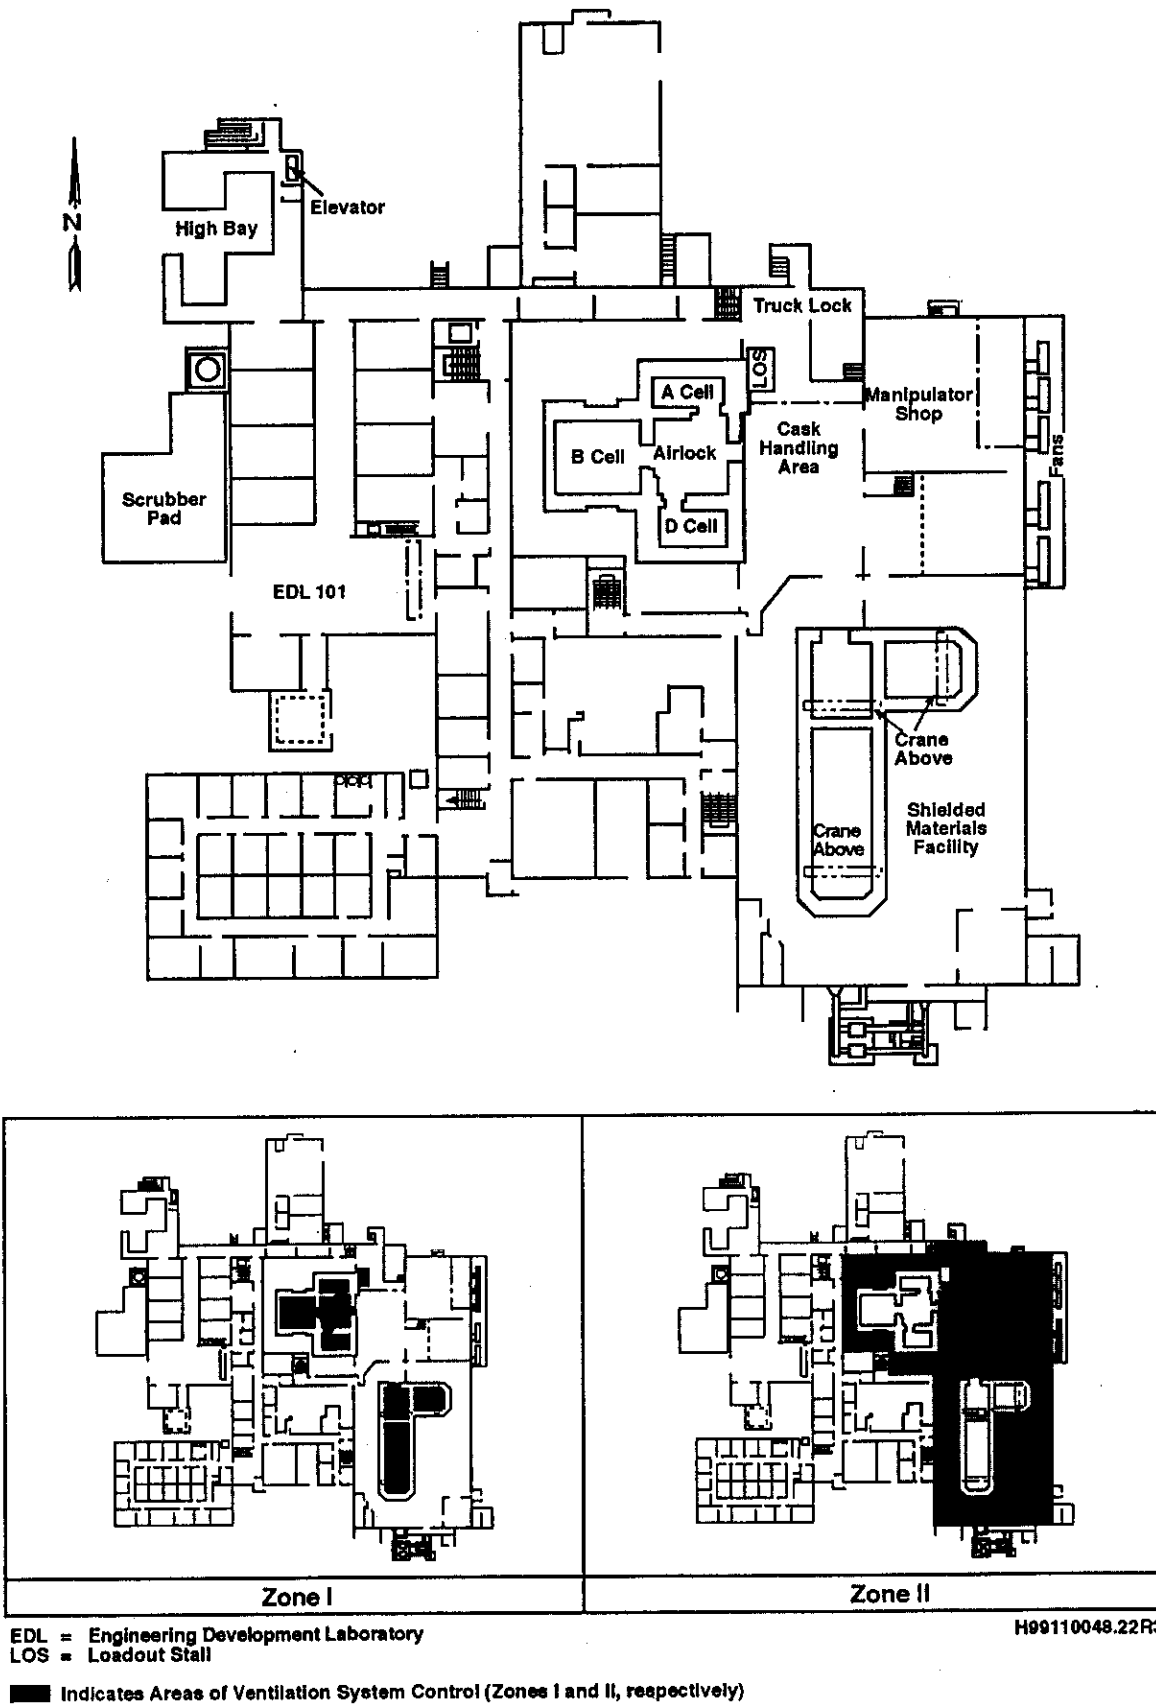 N
Elevator
High Bay
Truck Lock
LOS
A Cell
Manipulator
Shop
Cask
Handling
Area
B Cell
Airlock
Fans
Scrubber
Pad
D Cell
EDL 101
Crane
Above
Shielded
Materials
Facility
Crane
Above
Zone I
Zone II
EDL = Engineering Development Laboratory
LOS = Loadout Stall
H99110048.22R3
Indicates Areas of Ventilation System Control (Zones I and II, respectively)